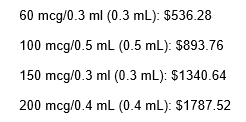 60 mcg/0.3 ml (0.3 mL): $536.28
100 mcg/0.5 mL (0.5 mL): $893.76
150 mcg/0.3 ml (0.3 mL): $1340.64
200 mcg/0.4 mL (0.4 mL): $1787.52